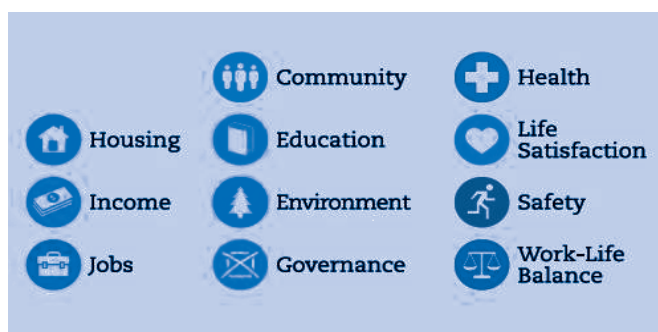 Housing
Income
Jobs
Community
Education
Environment
Governance
Health
Life
Satisfaction
Safety
Work-Life
Balance